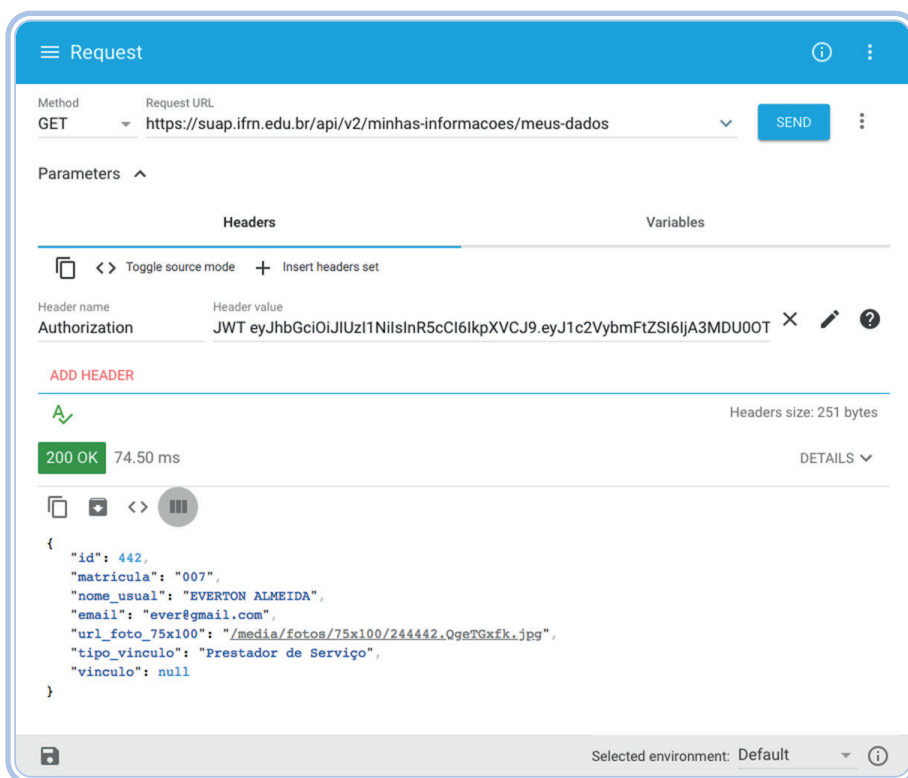 Request
Method
Request URL
GET
https://suap.ifrn.edu.br/api/v2/minhas-informacoes/meus-dados
SEND
Parameters
Headers
Variables
Toggle source mode
Insert headers set
Header name
Header value
Authorization
JWT eyJhbGciOiJIUzI1NiIsInR5cCI6IkpXVCJ9.eyJ1c2VybmFtZSI6IjA3MDU0OT
ADD HEADER
Headers size: 251 bytes
200 OK 74.50 ms
DETAILS
{
"id": 442,
"matricula": "007",
"nome_usual": "EVERTON ALMEIDA",
"email": "ever@gmail.com",
"url_foto_75x100": "/media/fotos/75x100/244442.QgeTGxfk.jpg",
"tipo_vinculo": "Prestador de Serviço",
"vinculo": null
}
Selected environment: Default